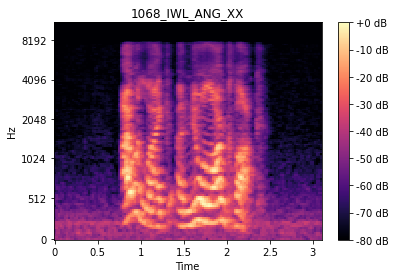 1068_IWL_ANG_XX
Hz
8192
4096
2048
1024
512
0
0
0.5
1
1.5
2
2.5
3
Time
+0 dB
-10 dB
-20 dB
-30 dB
-40 dB
-50 dB
-60 dB
-70 dB
-80 dB